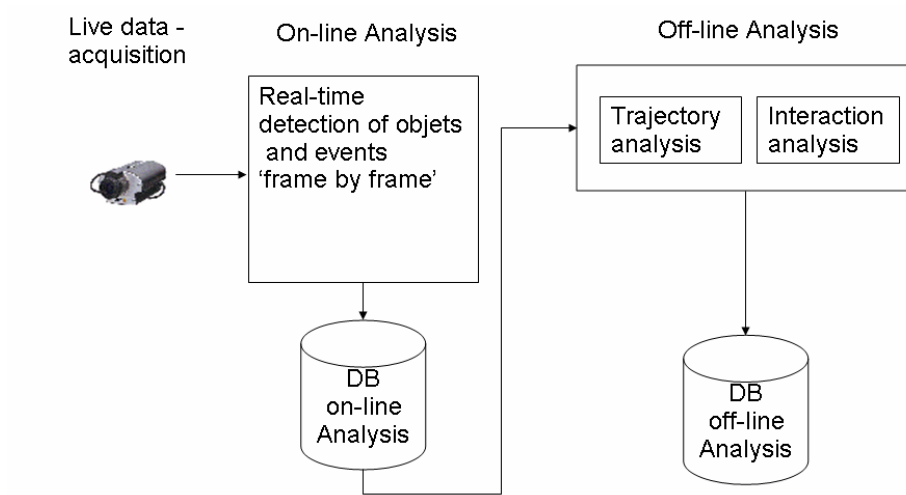 Live data -
acquisition
On-line Analysis
Off-line Analysis
Real-time
detection of objets
and events
‘frame by frame’
Trajectory
analysis
Interaction
analysis
DB
on-line
Analysis
DB
off-line
Analysis